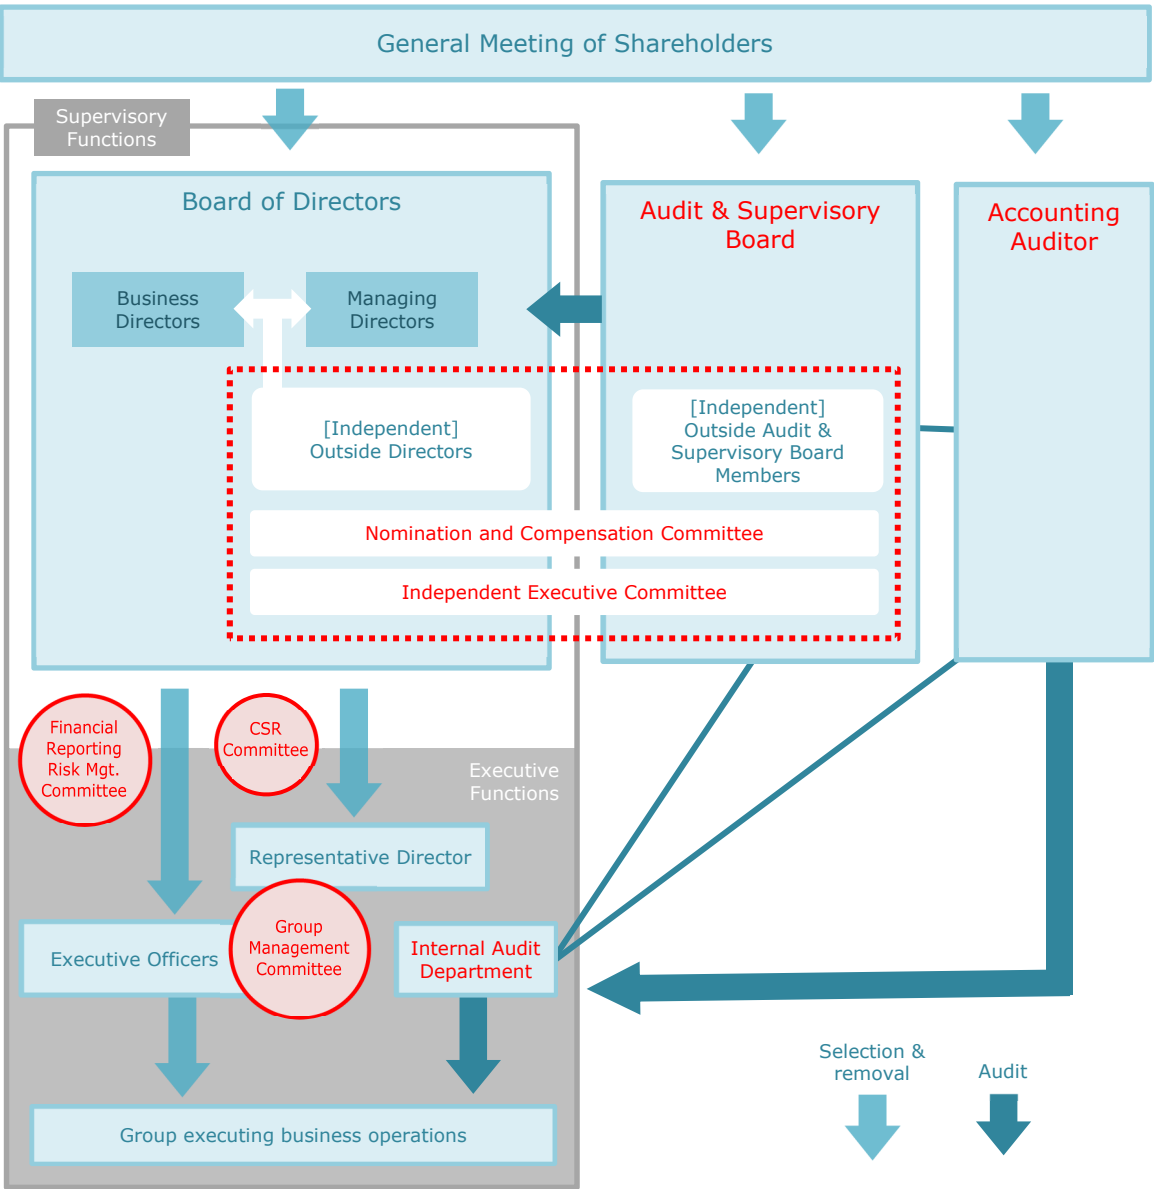 General Meeting of Shareholders
Supervisory
Functions
Board of Directors
Audit & Supervisory
Board
Accounting
Auditor
Business
Directors
Managing
Directors
[Independent]
Outside Directors
[Independent]
Outside Audit &
Supervisory Board
Members
Nomination and Compensation Committee
Independent Executive Committee
Financial
Reporting
Risk Mgt.
Committee
CSR
Committee
Executive
Functions
Representative Director
Executive Officers
Group
Management
Committee
Internal Audit
Department
Selection &
removal
Audit
Group executing business operations